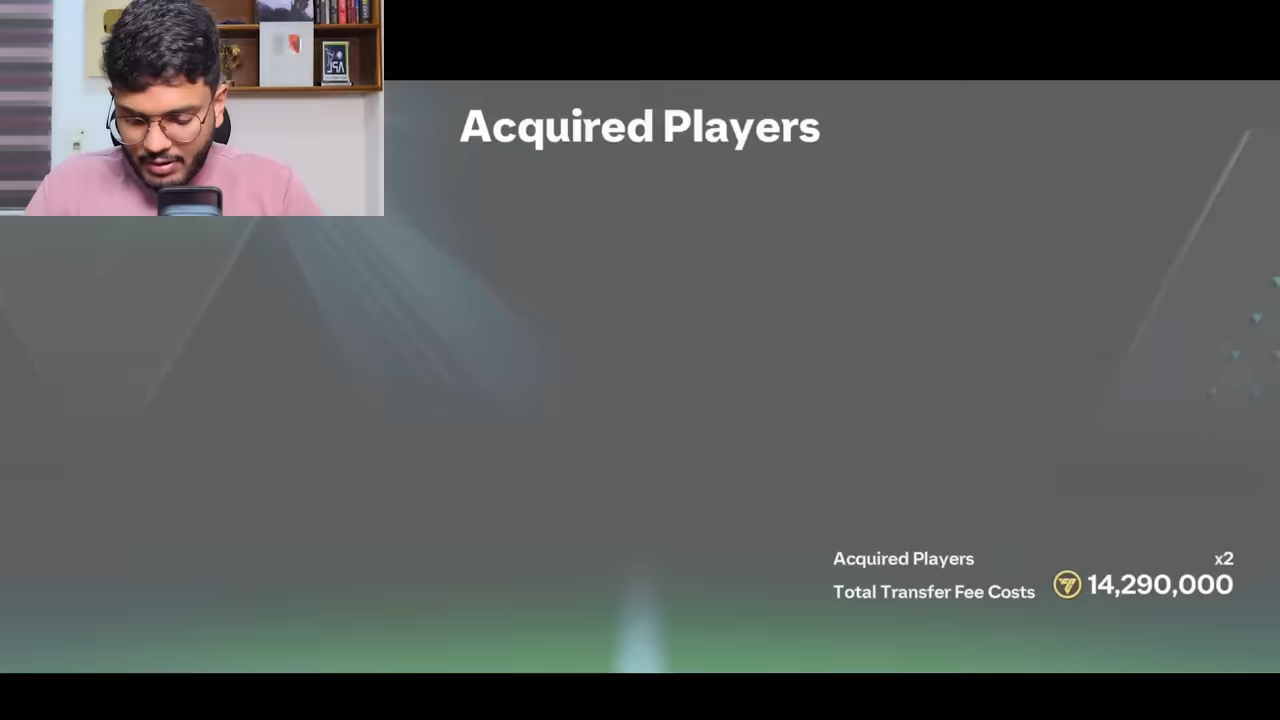 Acquired Players
Acquired Players x2
Total Transfer Fee Costs 14,290,000